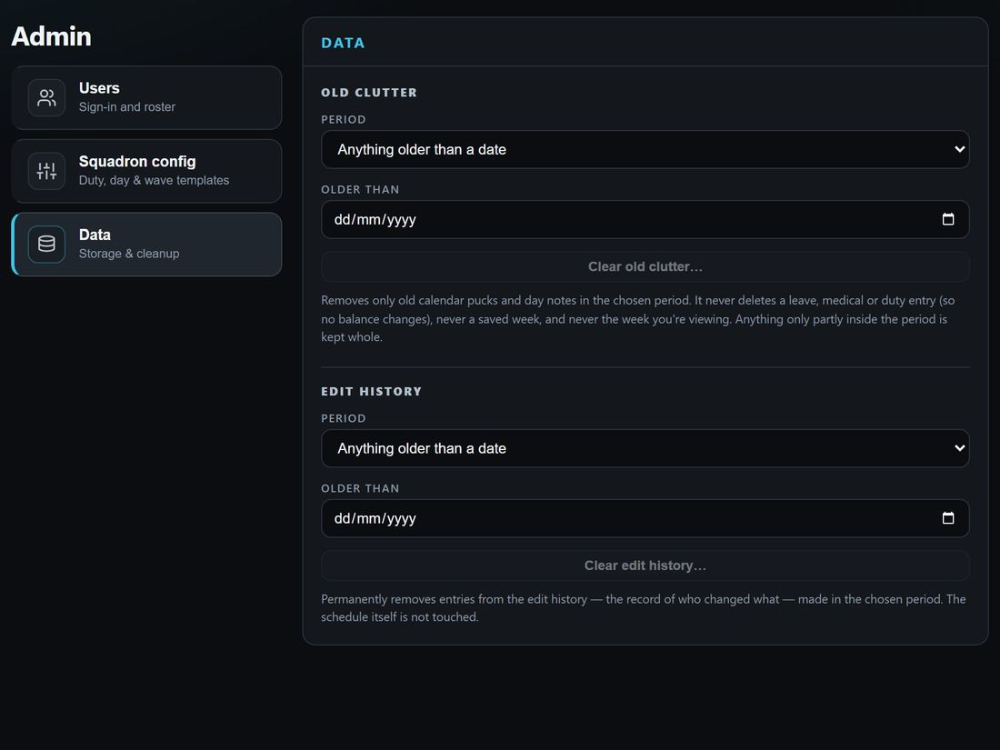 Admin
Users
Sign-in and roster
Squadron config
Duty, day & wave templates
Data
Storage & cleanup
DATA
OLD CLUTTER
PERIOD
Anything older than a date
OLDER THAN
dd/mm/yyyy
Clear old clutter...
Removes only old calendar pucks and day notes in the chosen period. It never deletes a leave, medical or duty entry (so
no balance changes), never a saved week, and never the week you're viewing. Anything only partly inside the period is
kept whole.
EDIT HISTORY
PERIOD
Anything older than a date
OLDER THAN
dd/mm/yyyy
Clear edit history...
Permanently removes entries from the edit history — the record of who changed what — made in the chosen period. The
schedule itself is not touched.